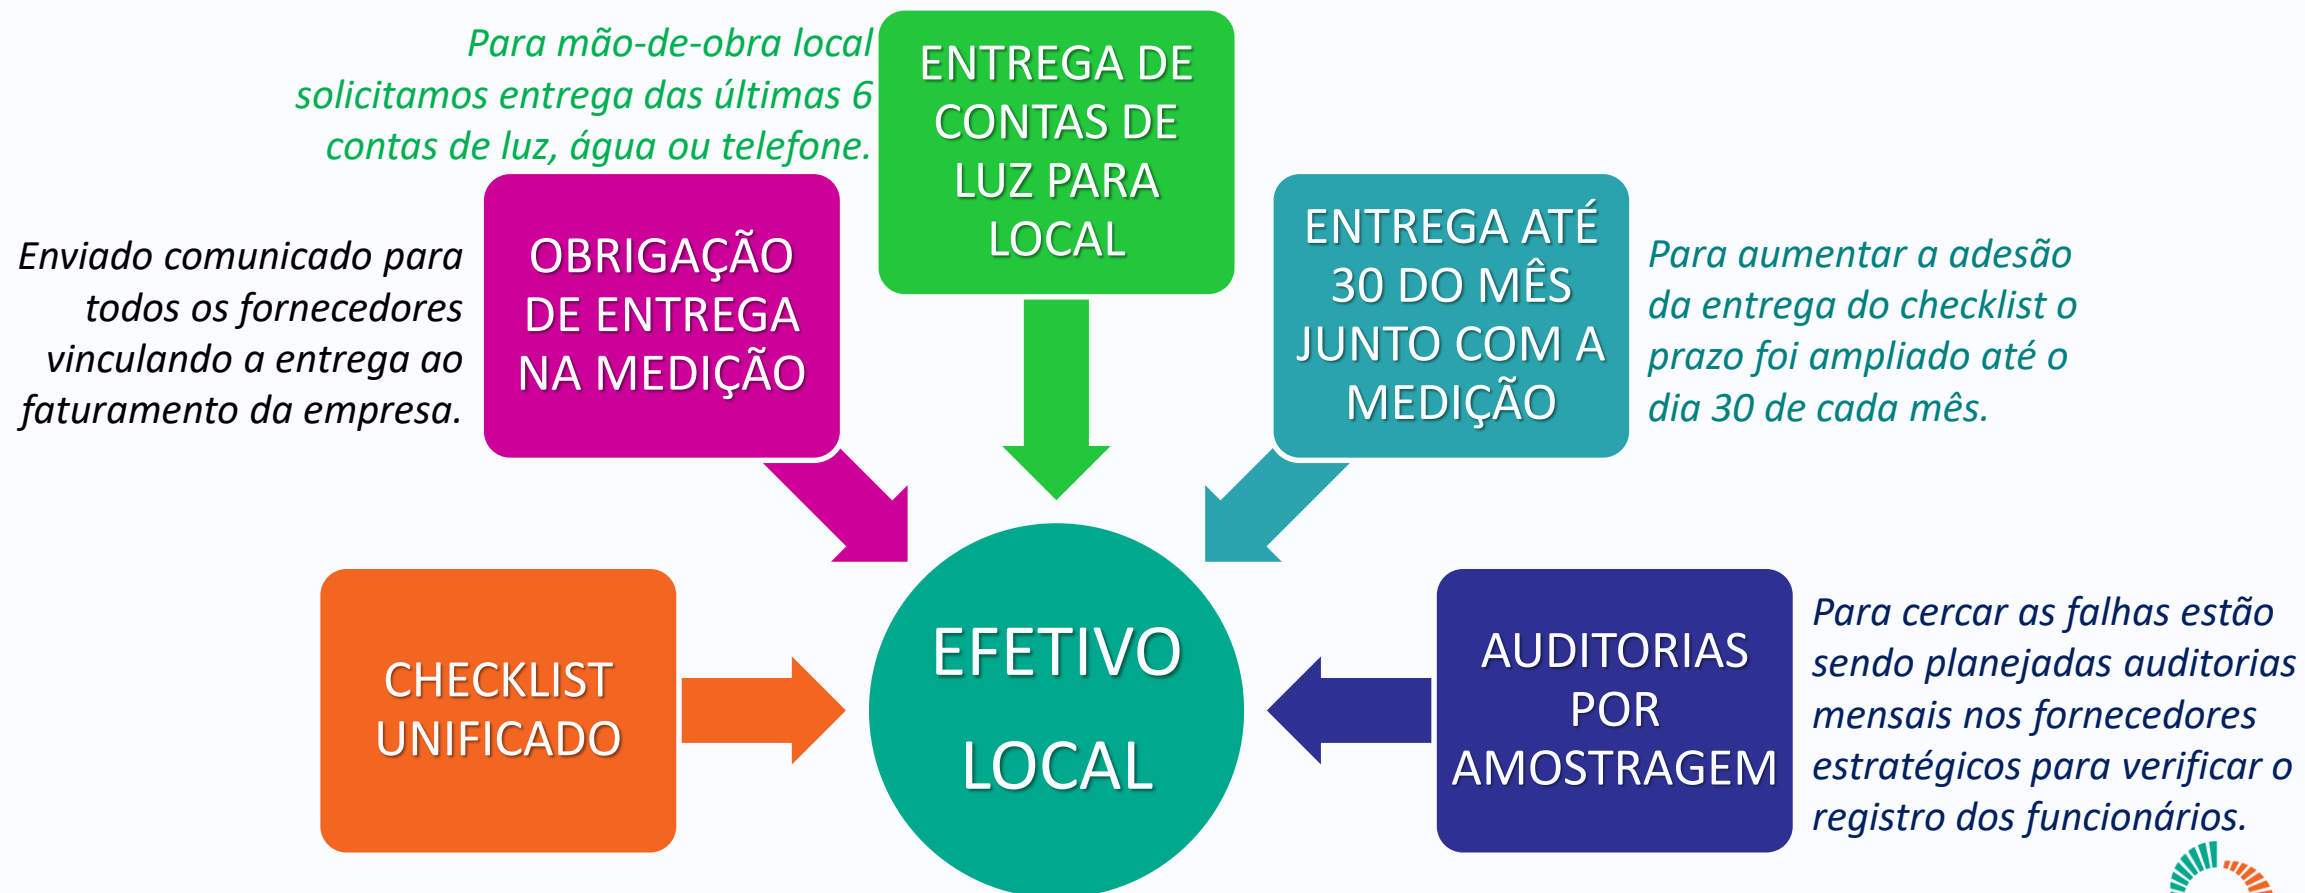 Para mão-de-obra local
solicitamos entrega das últimas 6
contas de luz, água ou telefone.
ENTREGA DE
CONTAS DE
LUZ PARA
LOCAL
Enviado comunicado para
todos os fornecedores
vinculando a entrega ao
faturamento da empresa.
OBRIGAÇÃO
DE ENTREGA
NA MEDIÇÃO
ENTREGA ATÉ
30 DO MÊS
JUNTO COM A
MEDIÇÃO
Para aumentar a adesão
da entrega do checklist o
prazo foi ampliado até o
dia 30 de cada mês.
CHECKLIST
UNIFICADO
EFETIVO
LOCAL
AUDITORIAS
POR
AMOSTRAGEM
Para cercar as falhas estão
sendo planejadas auditorias
mensais nos fornecedores
estratégicos para verificar o
registro dos funcionários.